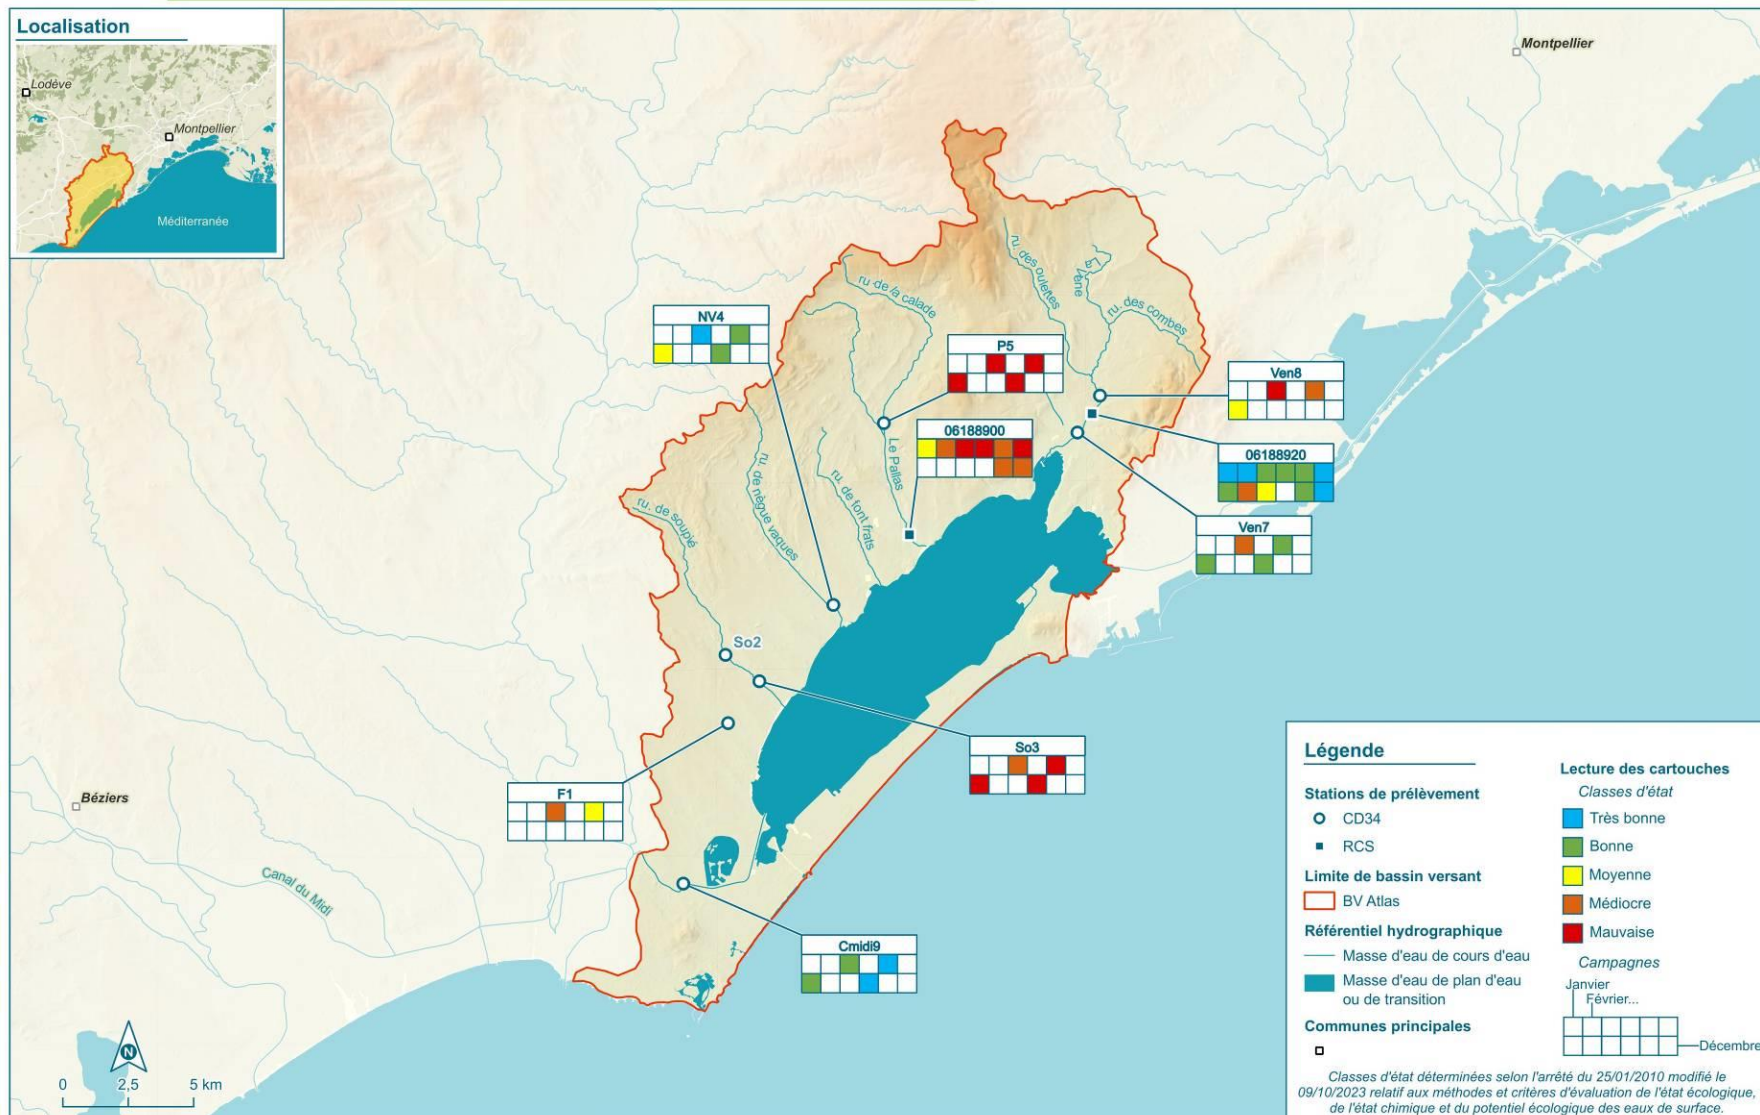 Localisation
Lodève
Montpellier
Méditerranée
Montpellier
ru. des oulettes
La Vène
ru. des combes
ru de la calade
NV4
P5
Ven8
06188900
06188920
Le Pallas
Ven7
ru. de nègue vaques
ru. de font frats
ru. de soupié
So2
So3
F1
Béziers
Canal du Midi
Cmidi9
N
0 2,5 5 km
Légende
Stations de prélèvement
CD34
RCS
Limite de bassin versant
BV Atlas
Référentiel hydrographique
Masse d'eau de cours d'eau
Masse d'eau de plan d'eau
ou de transition
Communes principales
Lecture des cartouches
Classes d'état
Très bonne
Bonne
Moyenne
Médiocre
Mauvaise
Campagnes
Janvier
Février...
Décembre
Classes d'état déterminées selon l'arrêté du 25/01/2010 modifié le
09/10/2023 relatif aux méthodes et critères d'évaluation de l'état écologique,
de l'état chimique et du potentiel écologique des eaux de surface.